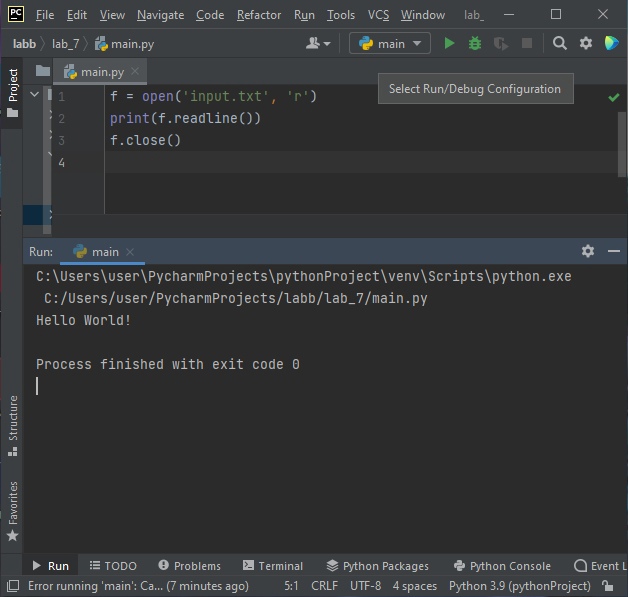 PC File Edit View Navigate Code Refactor Run Tools VCS Window lab_
labb lab_7 main.py main
Project
main.py
Select Run/Debug Configuration
1 f = open('input.txt', 'r')
2 print(f.readline())
3 f.close()
4
Run: main
C:\Users\user\PycharmProjects\pythonProject\venv\Scripts\python.exe
C:/Users/user/PycharmProjects/labb/lab_7/main.py
Hello World!
Process finished with exit code 0
Structure
Favorites
Run TODO Problems Terminal Python Packages Python Console Event L
Error running 'main': Ca... (7 minutes ago) 5:1 CRLF UTF-8 4 spaces Python 3.9 (pythonProject)